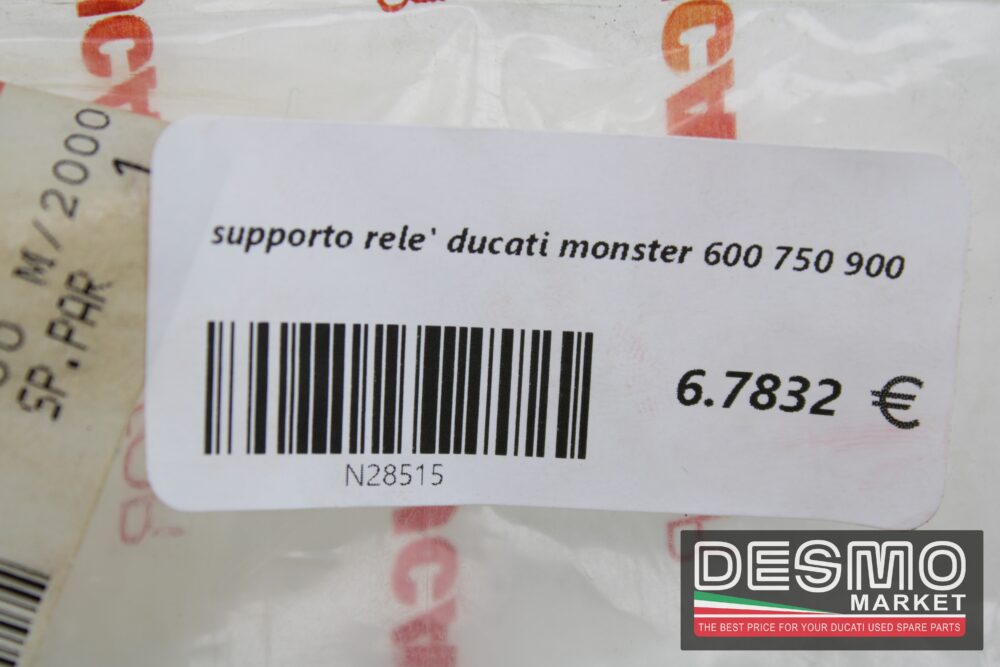 M/2000
SP.PAR 1
supporto rele' ducati monster 600 750 900
6.7832 €
N28515
DESMO
MARKET
THE BEST PRICE FOR YOUR DUCATI USED SPARE PARTS